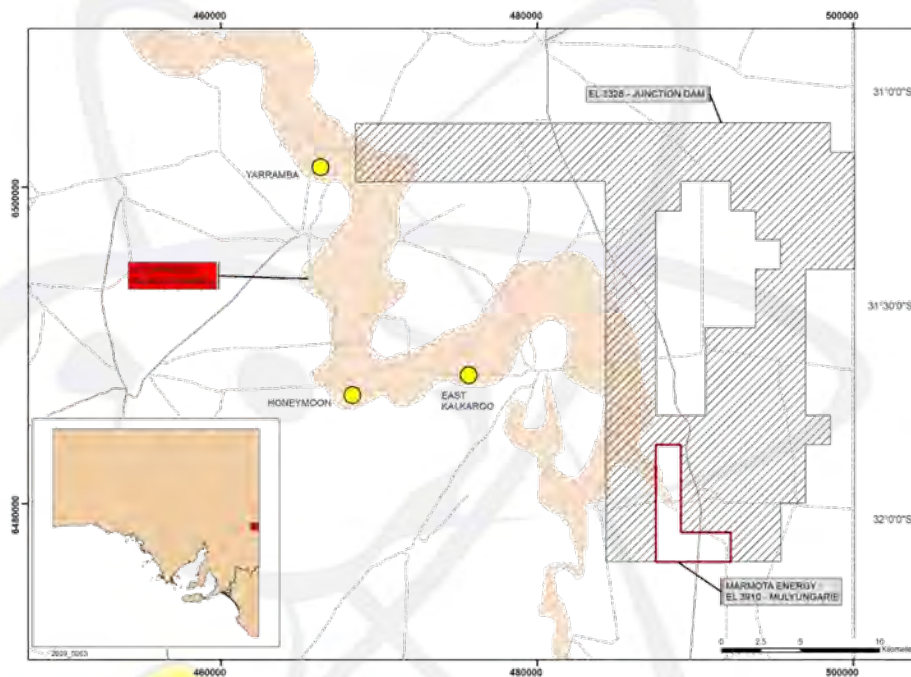 460000
480000
500000
EL 3328 - JUNCTION DAM
31°0'0"S
YARRAMBA
6500000
31°30'0"S
HONEYMOON
EAST
KALKAROO
6480000
32°0'0"S
MARMOTA ENERGY
EL 3910 - MULYUNGARIE
0 2.5 5 10
Kilometres
460000
480000
500000